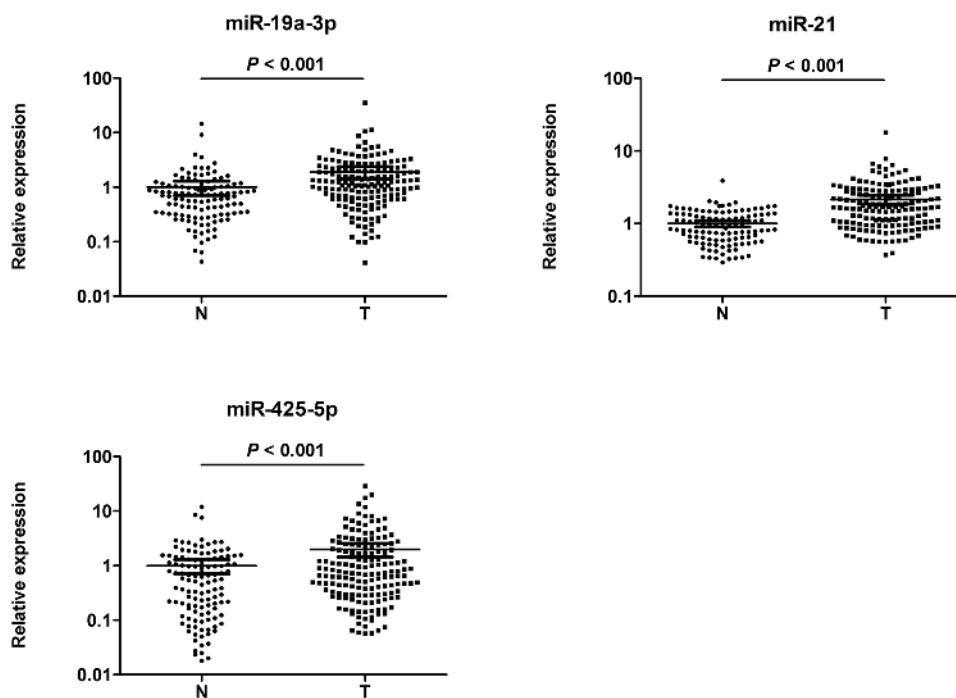 miR-19a-3p
P < 0.001
Relative expression
100
10
1
0.1
0.01
N
T
miR-21
P < 0.001
Relative expression
100
10
1
0.1
N
T
miR-425-5p
P < 0.001
Relative expression
100
10
1
0.1
0.01
N
T